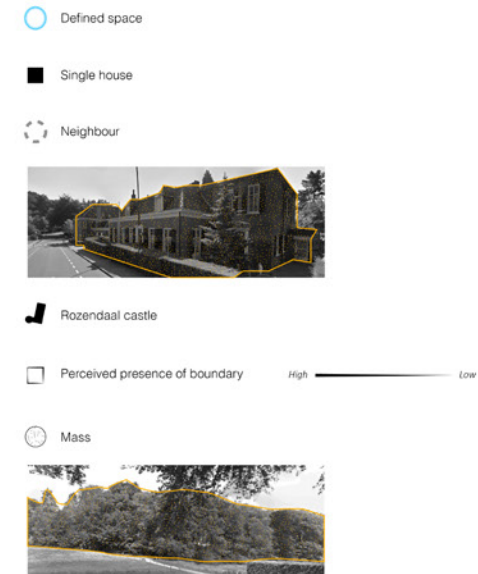 Defined space
Single house
Neighbour
Rozendaal castle
Perceived presence of boundary High Low
Mass